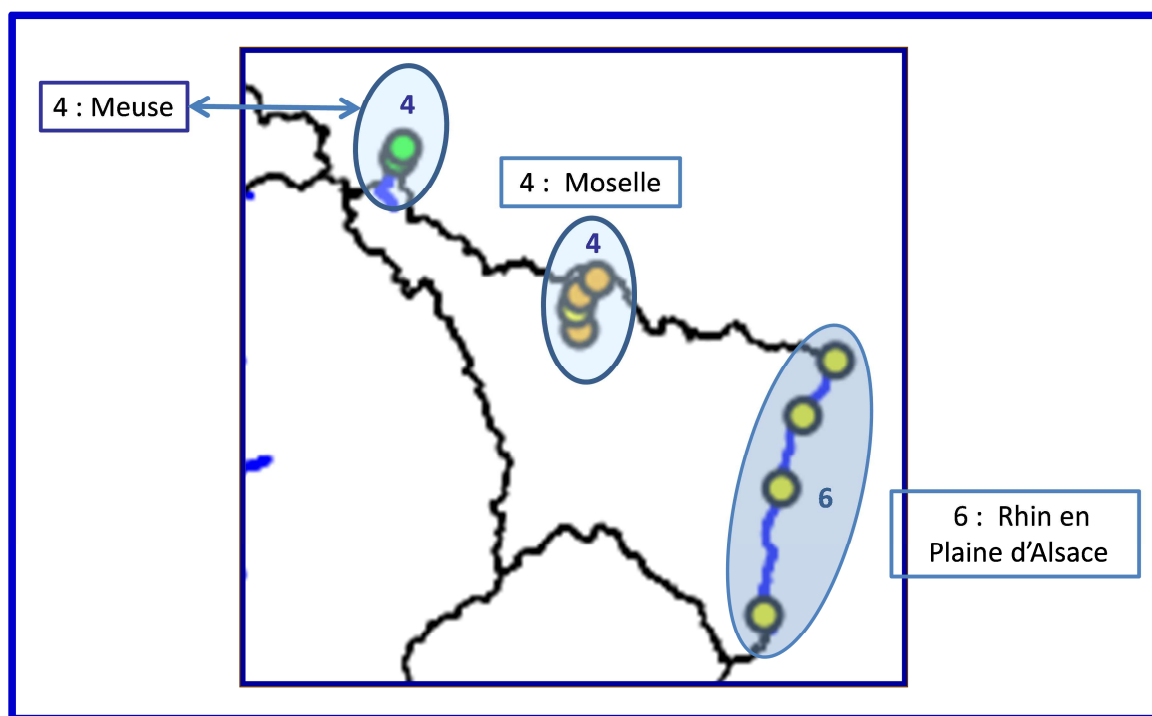 4 : Meuse
4
4 : Moselle
4
6
6 : Rhin en
Plaine d’Alsace